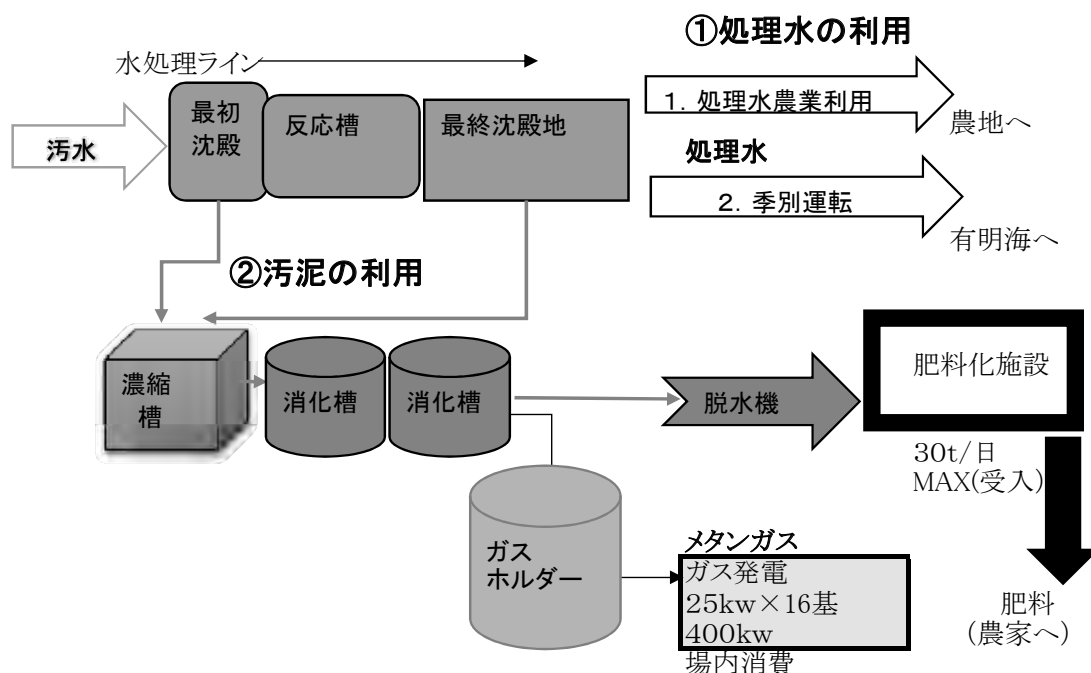 ①処理水の利用
水処理ライン
汚水
最初
沈殿
反応槽
最終沈殿地
1．処理水農業利用
農地へ
処理水
2．季別運転
有明海へ
②汚泥の利用
濃縮
槽
消化槽
消化槽
脱水機
肥料化施設
30t/日
MAX(受入)
ガス
ホルダー
メタンガス
ガス発電
25kw×16基
400kw
場内消費
肥料
(農家へ)